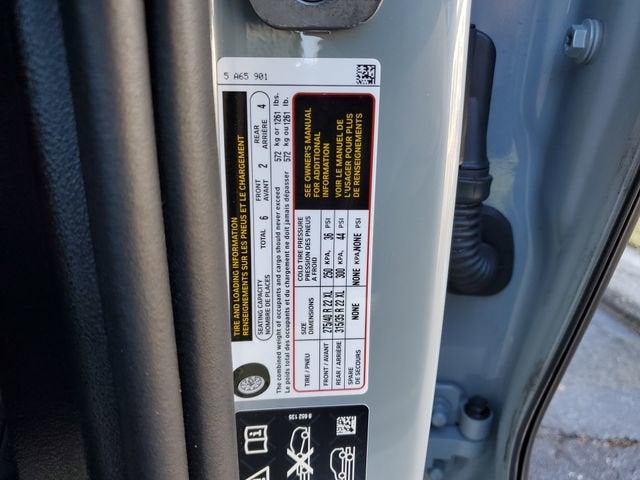 5 A65 901
TIRE AND LOADING INFORMATION
RENSEIGNEMENTS SUR LES PNEUS ET LE CHARGEMENT
SEATING CAPACITY
NOMBRE DE PLACES
TOTAL 6
FRONT
AVANT 2
REAR
ARRIÈRE 4
The combined weight of occupants and cargo should never exceed 572 kg or 1261 lbs.
Le poids total des occupants et du chargement ne doit jamais dépasser 572 kg ou 1261 lb.
TIRE / PNEU
SIZE
DIMENSIONS
COLD TIRE PRESSURE
PRESSION DES PNEUS
À FROID
FRONT / AVANT 275/40 R 22 XL 250 KPA, 36 PSI
REAR / ARRIÈRE 315/35 R 22 XL 300 KPA, 44 PSI
SPARE
DE SECOURS NONE NONE KPA, NONE PSI
SEE OWNER'S MANUAL
FOR ADDITIONAL
INFORMATION
VOIR LE MANUEL DE
L'USAGER POUR PLUS
DE RENSEIGNEMENTS
8 652 135